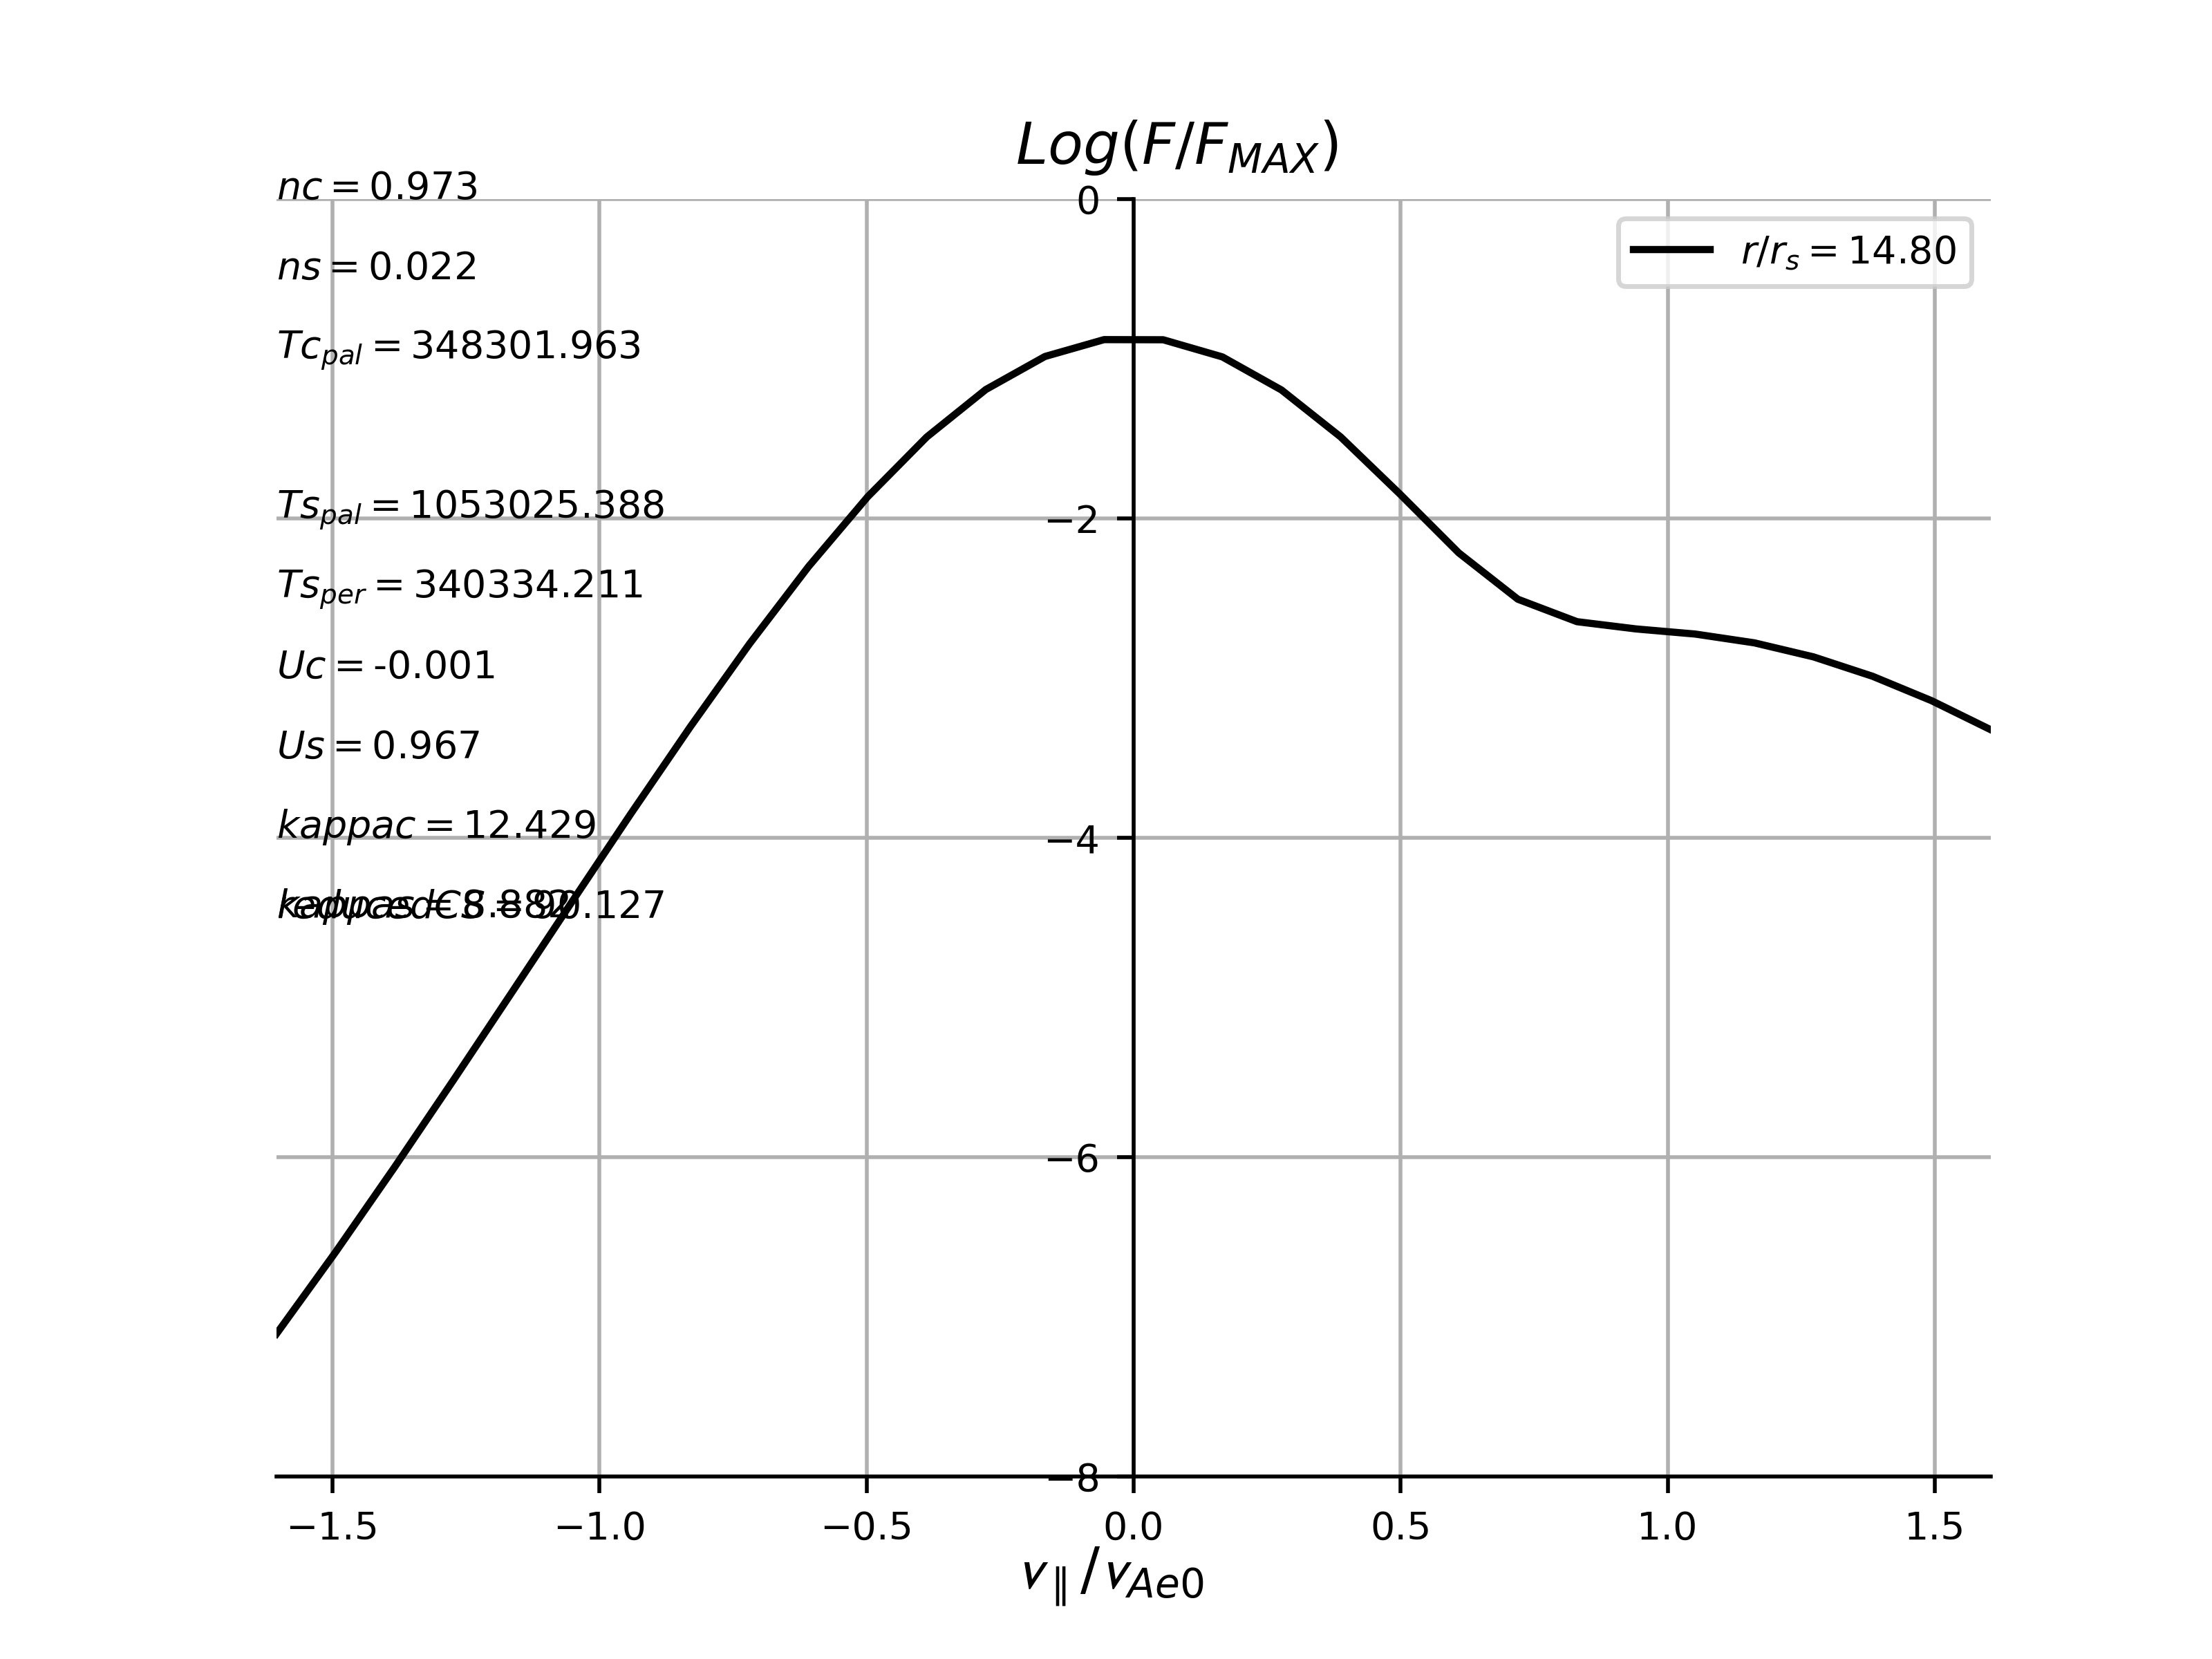 Log(F/F_MAX)
nc = 0.973
0
r/r_s = 14.80
ns = 0.022
Tc_pal = 348301.963
Ts_pal = 1053025.388
−2
Ts_per = 340334.211
Uc = -0.001
Us = 0.967
kappac = 12.429
−4
−6
−8
−1.5 −1.0 −0.5 0.0 0.5 1.0 1.5
v_∥/v_Ae0